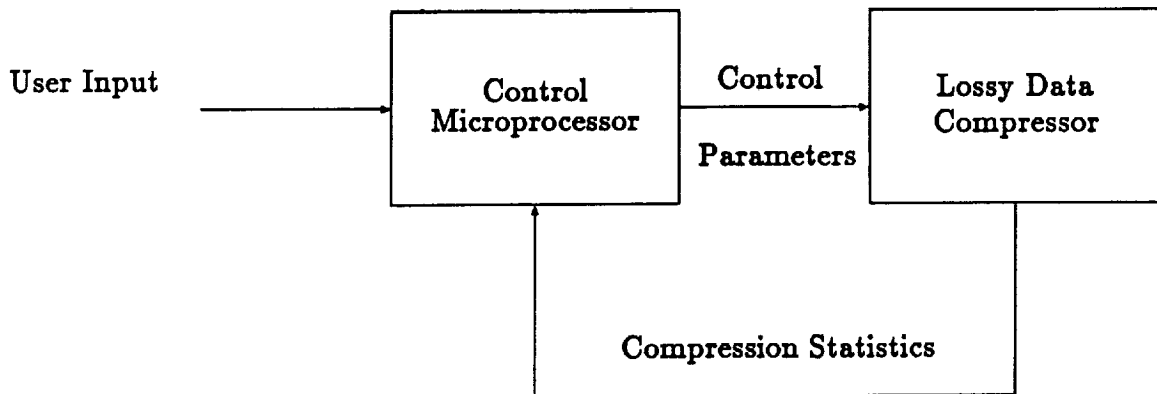 User Input
Control
Microprocessor
Control
Parameters
Lossy Data
Compressor
Compression Statistics